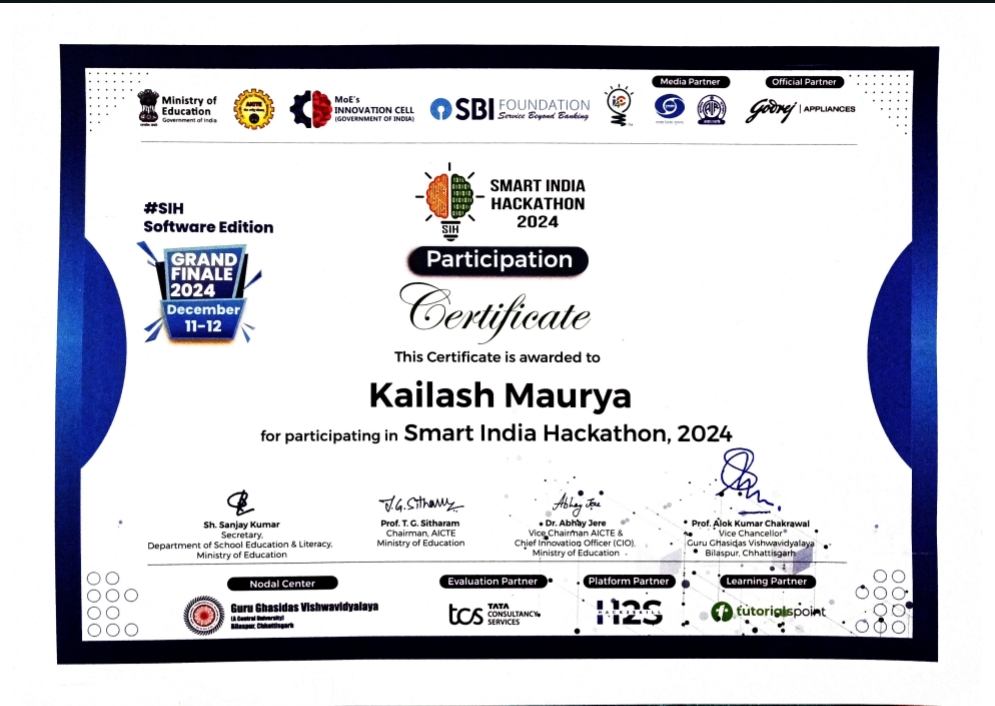 Ministry of
Education
Government of India
AICTE
MoE's
INNOVATION CELL
(GOVERNMENT OF INDIA)
SBI FOUNDATION
Service Beyond Banking
Media Partner
Official Partner
Godrej | APPLIANCES
#SIH
Software Edition
GRAND
FINALE
2024
December
11-12
SMART INDIA
HACKATHON
2024
SIH
Participation
Certificate
This Certificate is awarded to
Kailash Maurya
for participating in Smart India Hackathon, 2024
J.G. Sitharam
Abhay Jere
Sh. Sanjay Kumar
Secretary,
Department of School Education & Literacy,
Ministry of Education
Prof. T. G. Sitharam
Chairman, AICTE
Ministry of Education
Dr. Abhay Jere
Vice Chairman AICTE &
Chief Innovation Officer (CIO),
Ministry of Education
Prof. Alok Kumar Chakrawal
Vice Chancellor
Guru Ghasidas Vishwavidyalaya
Bilaspur, Chhattisgarh
Nodal Center
Guru Ghasidas Vishwavidyalaya
(A Central University)
Bilaspur, Chhattisgarh
Evaluation Partner
tcs TATA
CONSULTANCY
SERVICES
Platform Partner
H2S
Learning Partner
tutorialspoint